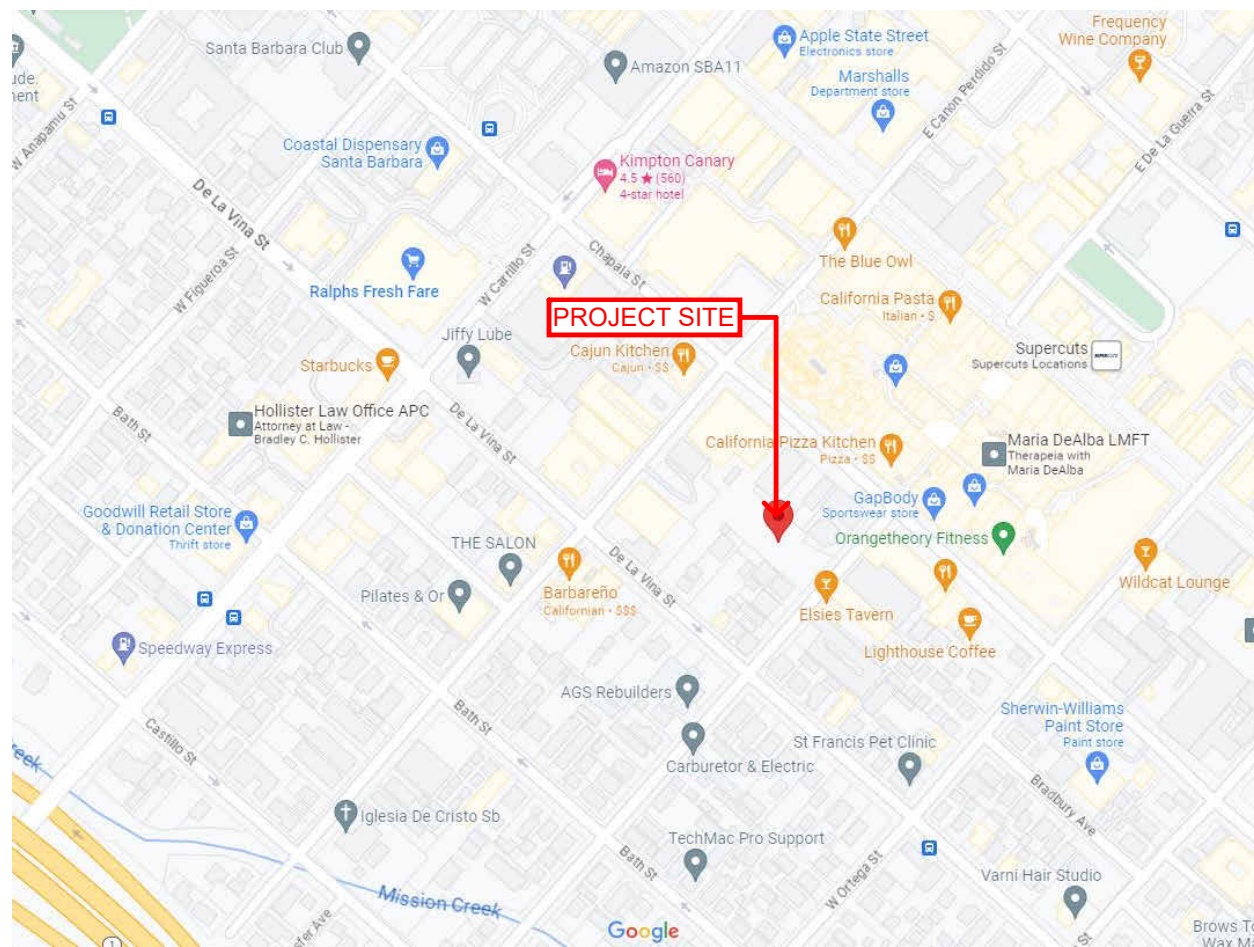 Santa Barbara Club
Apple State Street
Electronics store
Frequency
Wine Company
Amazon SBA11
Marshalls
Department store
E Canon Perdido St
E De La Guerra St
W Anapamu St
Coastal Dispensary
Santa Barbara
Kimpton Canary
4.5 ★ (560)
4-star hotel
De La Vina St
W Figueroa St
Ralphs Fresh Fare
W Carrillo St
Chapala St
The Blue Owl
California Pasta
Italian · $
PROJECT SITE
Jiffy Lube
Cajun Kitchen
Cajun · $$
Supercuts
Supercuts Locations
SUPERCUTS
Starbucks
Bath St
Hollister Law Office APC
Attorney at Law -
Bradley C. Hollister
De La Vina St
California Pizza Kitchen
Pizza · $$
Maria DeAlba LMFT
Therapeia with
Maria DeAlba
GapBody
Sportswear store
Goodwill Retail Store
& Donation Center
Thrift store
THE SALON
Orangetheory Fitness
Pilates & Or
Barbareño
Californian · $$$
De La Vina St
Elsies Tavern
Wildcat Lounge
Speedway Express
Lighthouse Coffee
AGS Rebuilders
Bath St
Castillo St
Sherwin-Williams
Paint Store
Paint store
St Francis Pet Clinic
Carburetor & Electric
Bradbury Ave
Iglesia De Cristo Sb
TechMac Pro Support
Bath St
W Ortega St
Varni Hair Studio
Mission Creek
Google
1